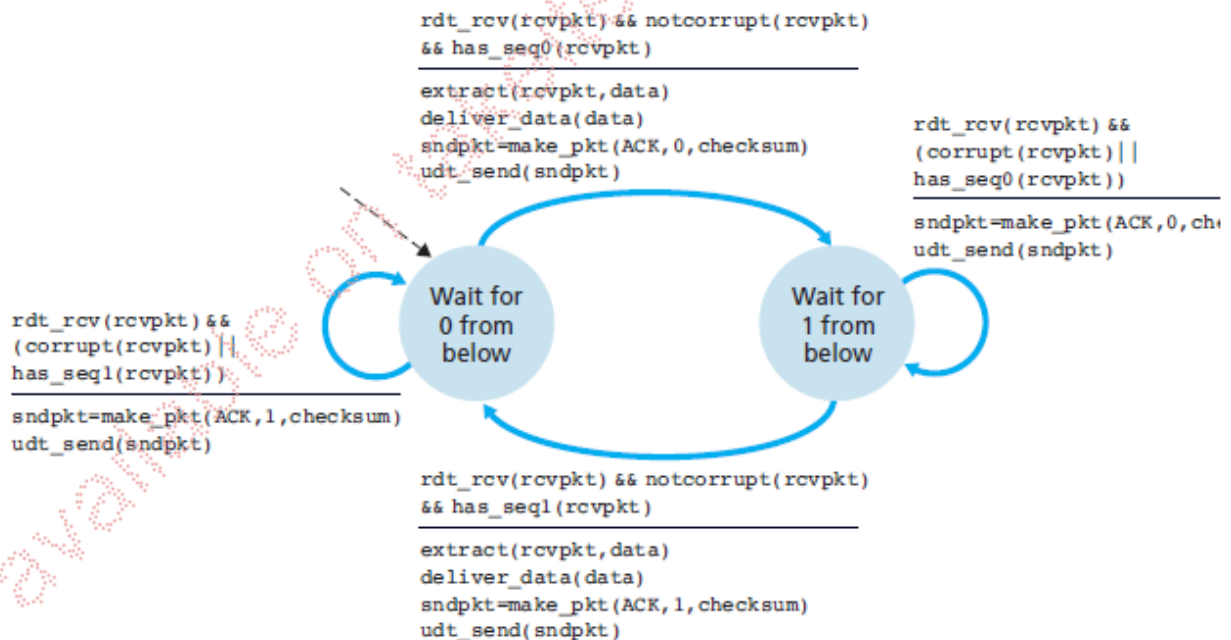 rdt_rcv(rcvpkt) && notcorrupt(rcvpkt)
&& has_seq0(rcvpkt)
extract(rcvpkt,data)
deliver_data(data)
sndpkt=make_pkt(ACK,0,checksum)
udt_send(sndpkt)
rdt_rcv(rcvpkt) &&
(corrupt(rcvpkt)||
has_seq0(rcvpkt))
sndpkt=make_pkt(ACK,0,che
udt_send(sndpkt)
Wait for
0 from
below
Wait for
1 from
below
rdt_rcv(rcvpkt) &&
(corrupt(rcvpkt)||
has_seq1(rcvpkt))
sndpkt=make_pkt(ACK,1,checksum)
udt_send(sndpkt)
rdt_rcv(rcvpkt) && notcorrupt(rcvpkt)
&& has_seq1(rcvpkt)
extract(rcvpkt,data)
deliver_data(data)
sndpkt=make_pkt(ACK,1,checksum)
udt_send(sndpkt)
available on